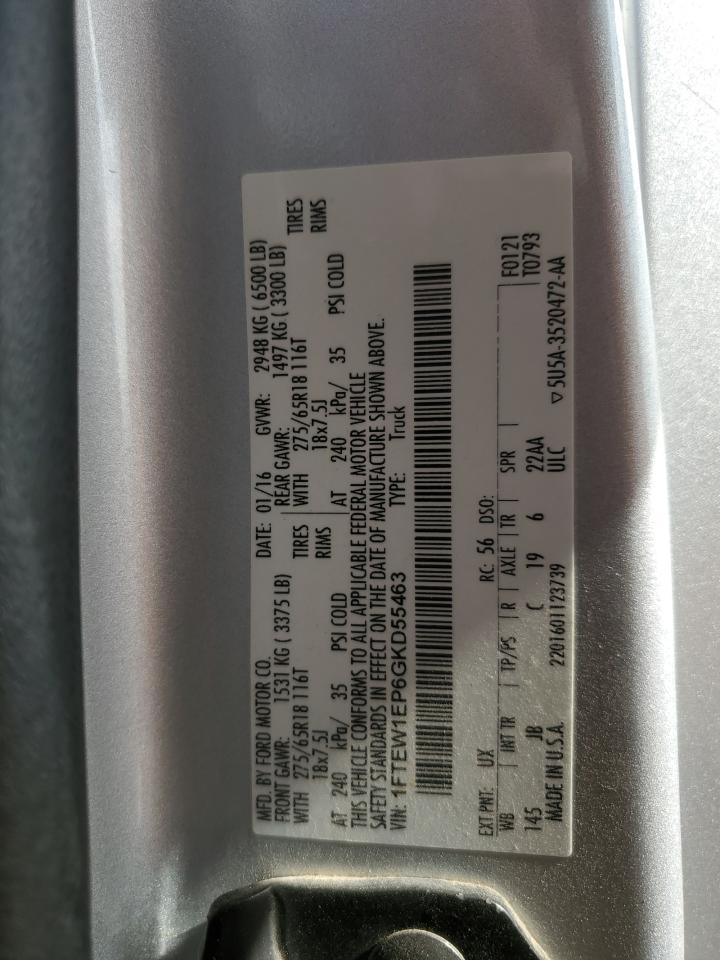 MFD. BY FORD MOTOR CO.
DATE: 01/16 GVWR: 2948 KG ( 6500 LB)
FRONT GAWR: 1531 KG ( 3375 LB) REAR GAWR: 1497 KG ( 3300 LB)
WITH 275/65R18 116T TIRES WITH 275/65R18 116T TIRES
18x7.5J RIMS 18x7.5J RIMS
AT 240 kPa/ 35 PSI COLD AT 240 kPa/ 35 PSI COLD
THIS VEHICLE CONFORMS TO ALL APPLICABLE FEDERAL MOTOR VEHICLE
SAFETY STANDARDS IN EFFECT ON THE DATE OF MANUFACTURE SHOWN ABOVE.
VIN: 1FTEW1EP6GKD55463 TYPE: Truck
EXT PNT: UX RC: 56 DSO:
WB INT TR TP/PS R AXLE TR SPR F0121
145 JB C 19 6 22AA T0793
MADE IN U.S.A. 2201601123739 ULC ▽5U5A-3520472-AA